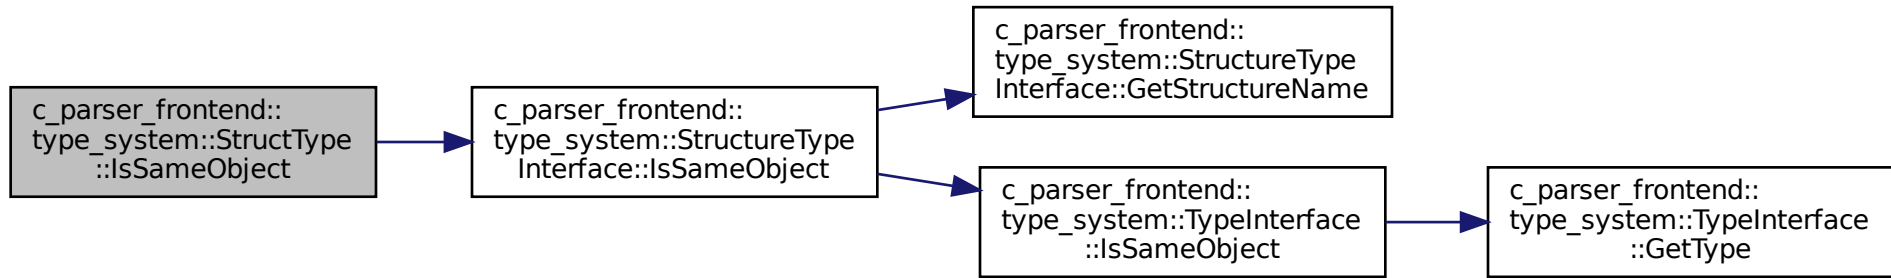 c_parser_frontend::
type_system::StructType
::IsSameObject
c_parser_frontend::
type_system::StructureType
Interface::IsSameObject
c_parser_frontend::
type_system::StructureType
Interface::GetStructureName
c_parser_frontend::
type_system::TypeInterface
::IsSameObject
c_parser_frontend::
type_system::TypeInterface
::GetType